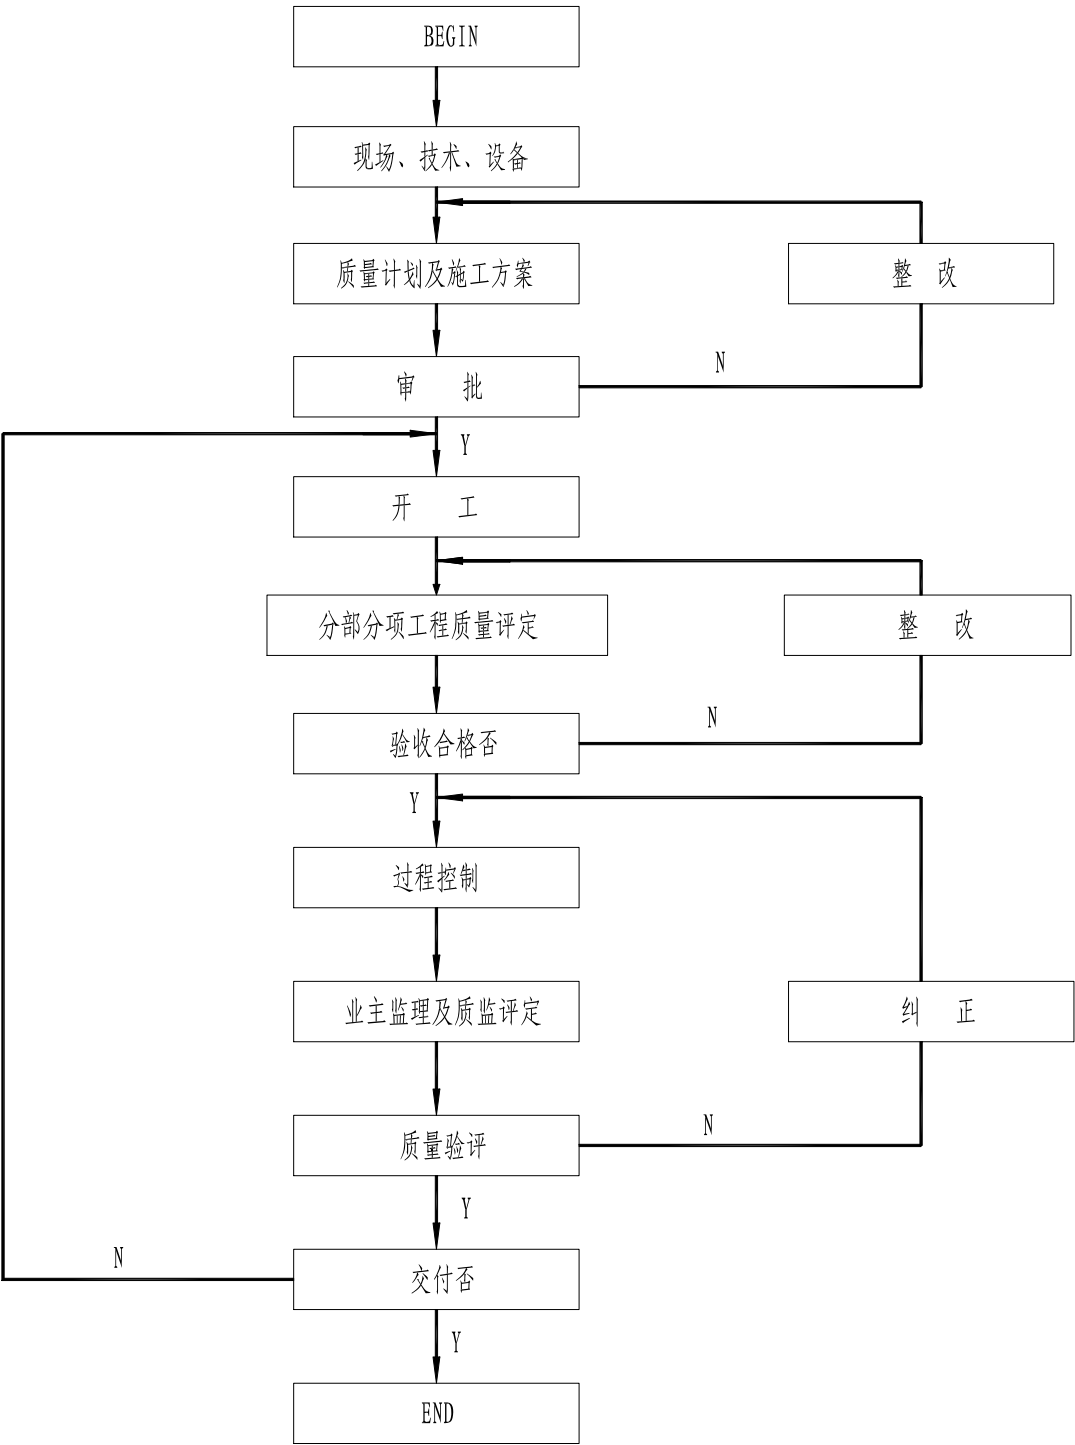 BEGIN
现场、技术、设备
质量计划及施工方案
整 改
审 批
N
Y
开 工
分部分项工程质量评定
整 改
验收合格否
N
Y
过程控制
业主监理及质监评定
纠 正
质量验评
N
Y
N
交付否
Y
END